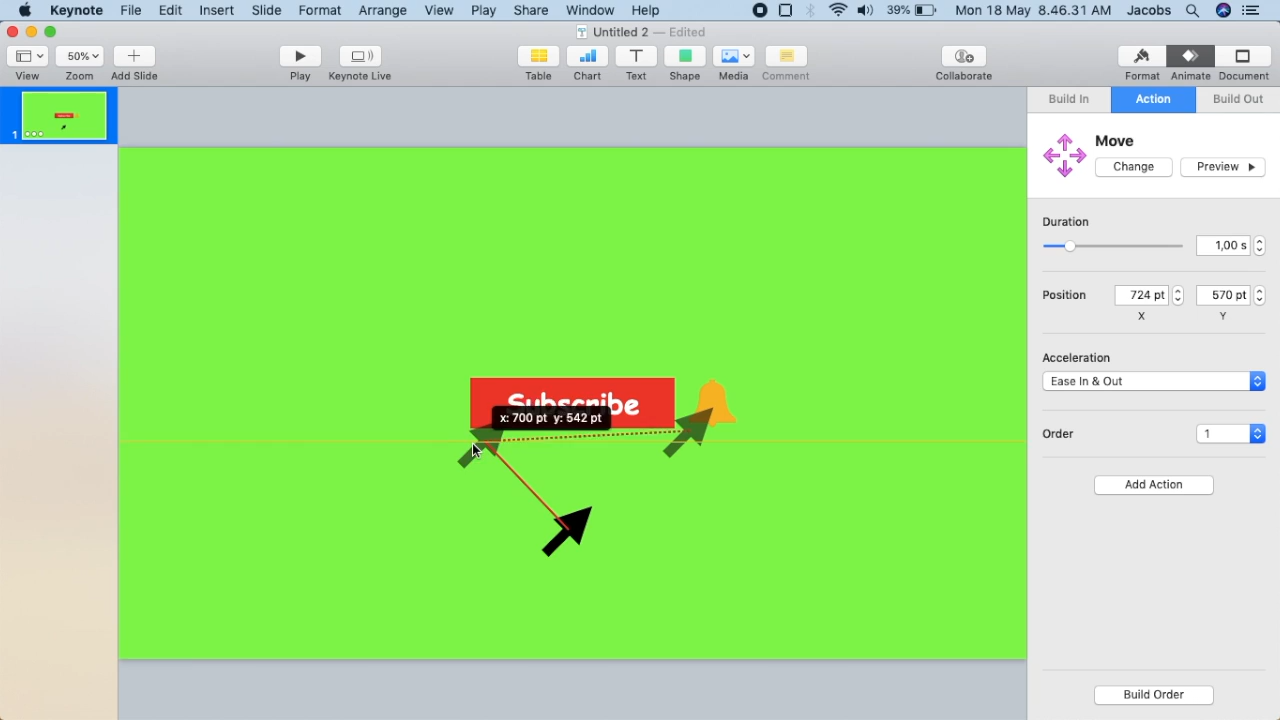 Keynote File Edit Insert Slide Format Arrange View Play Share Window Help 39% Mon 18 May 8.46.31 AM Jacobs
Untitled 2 — Edited
50%
View Zoom Add Slide Play Keynote Live Table Chart Text Shape Media Comment Collaborate Format Animate Document
Build In Action Build Out
1
Move
Change Preview
Duration
1,00 s
Position 724 pt 570 pt
X Y
Acceleration
Ease In & Out
Order 1
Add Action
Build Order
Subscribe
x: 700 pt y: 542 pt